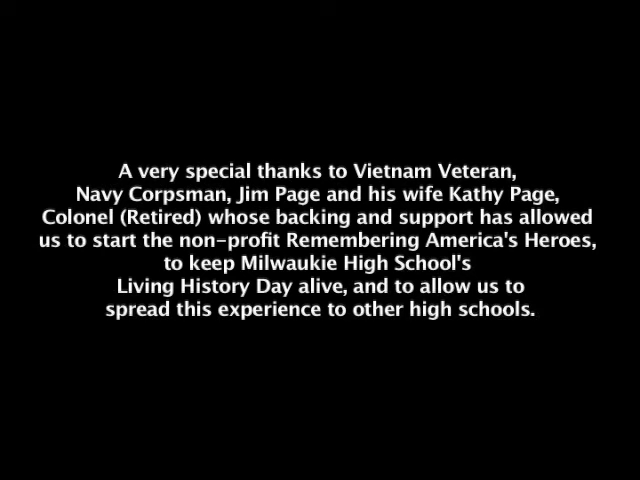 A very special thanks to Vietnam Veteran,
Navy Corpsman, Jim Page and his wife Kathy Page,
Colonel (Retired) whose backing and support has allowed
us to start the non-profit Remembering America's Heroes,
to keep Milwaukie High School's
Living History Day alive, and to allow us to
spread this experience to other high schools.